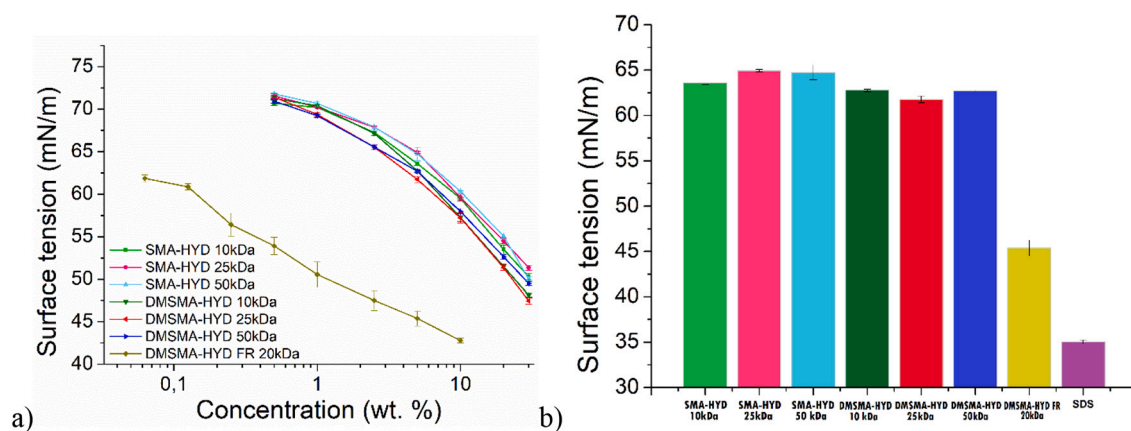 75
70
65
60
55
50
45
40
Surface tension (mN/m)
SMA-HYD 10kDa
SMA-HYD 25kDa
SMA-HYD 50kDa
DMSMA-HYD 10kDa
DMSMA-HYD 25kDa
DMSMA-HYD 50kDa
DMSMA-HYD FR 20kDa
0,1 1 10
Concentration (wt. %)
a)
70
65
60
55
50
45
40
35
30
Surface tension (mN/m)
SMA-HYD
10kDa
SMA-HYD
25kDa
SMA-HYD
50 kDa
DMSMA-HYD
10 kDa
DMSMA-HYD
25kDa
DMSMA-HYD
50kDa
DMSMA-HYD FR
20kDa
SDS
b)